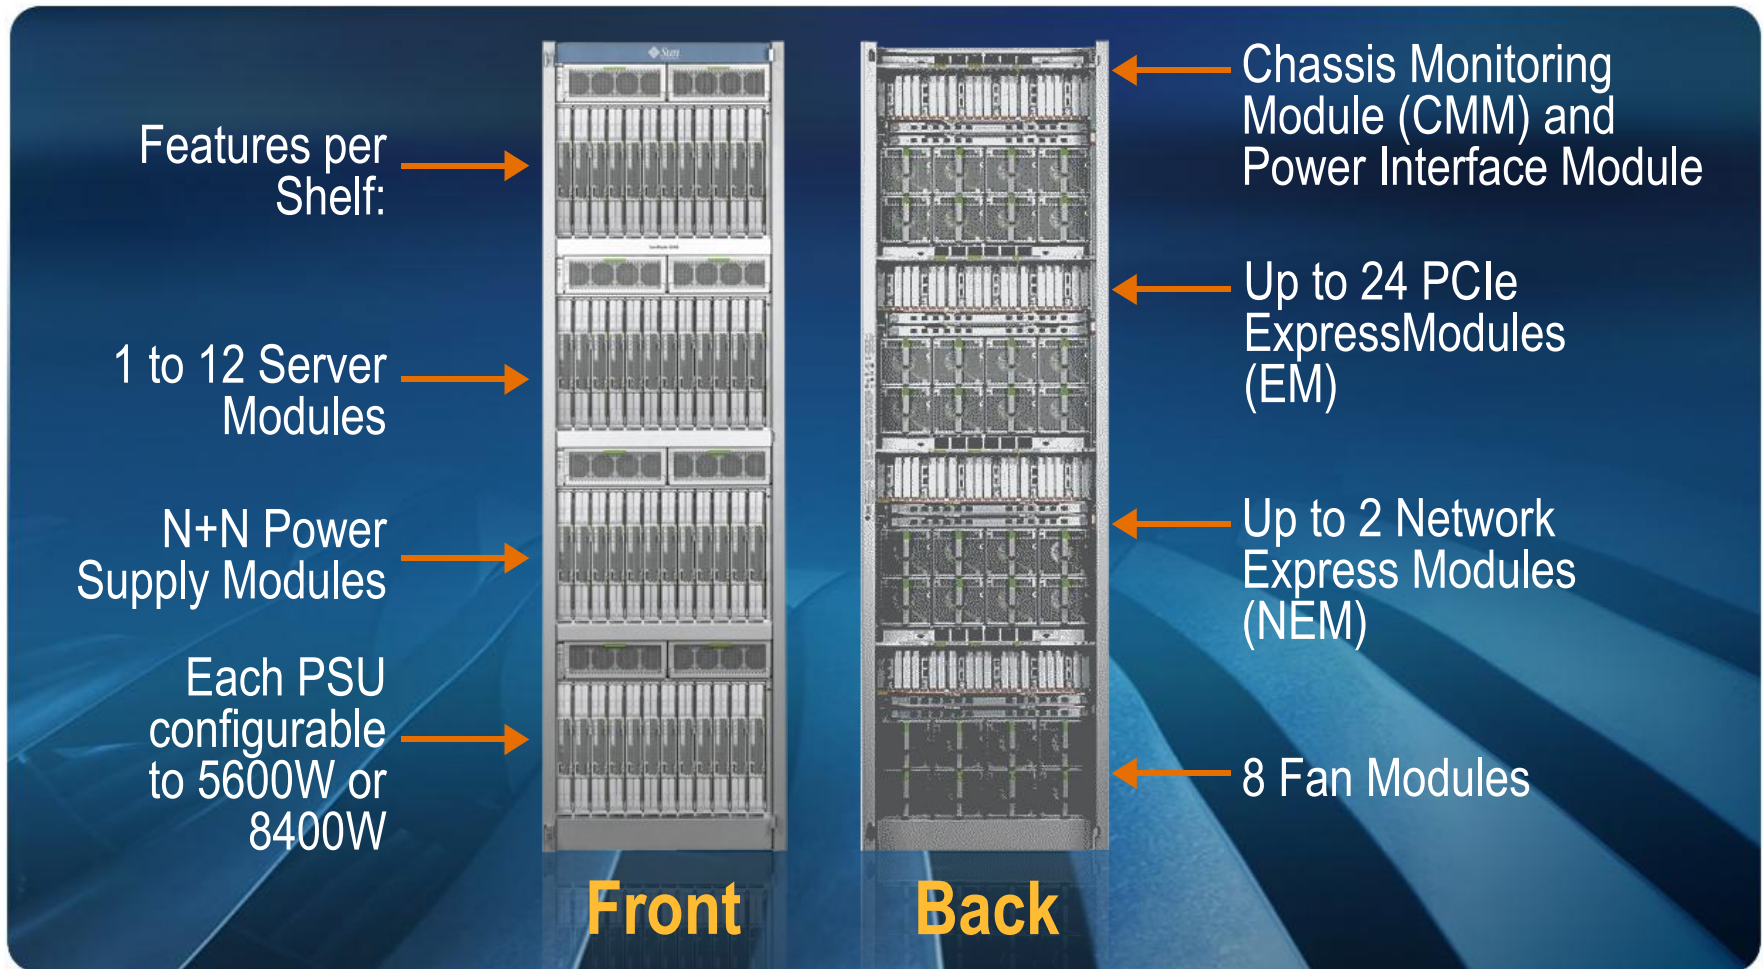 Sun
Features per
Shelf:
1 to 12 Server
Modules
N+N Power
Supply Modules
Each PSU
configurable
to 5600W or
8400W
Chassis Monitoring
Module (CMM) and
Power Interface Module
Up to 24 PCIe
ExpressModules
(EM)
Up to 2 Network
Express Modules
(NEM)
8 Fan Modules
Front
Back